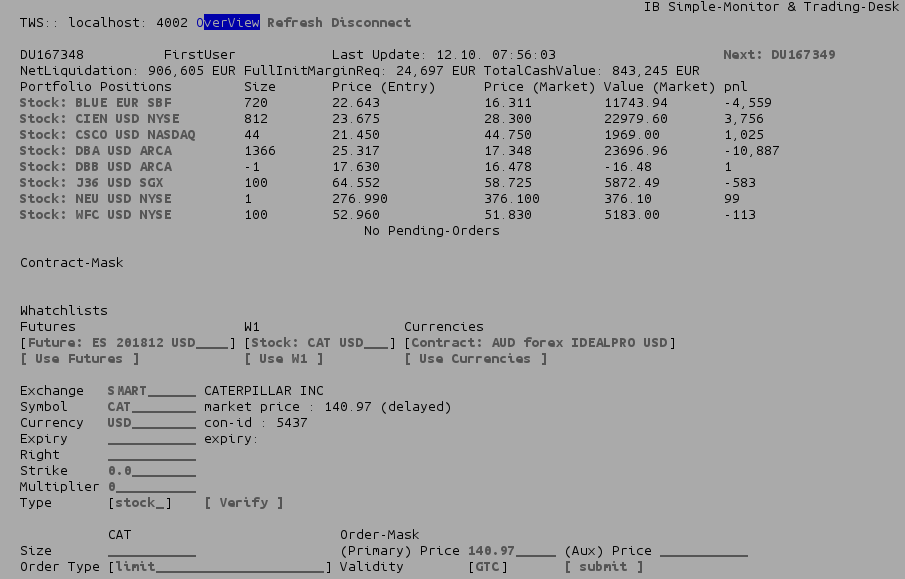 IB Simple-Monitor & Trading-Desk
TWS:: localhost: 4002 OverView Refresh Disconnect
DU167348 FirstUser Last Update: 12.10. 07:56:03 Next: DU167349
NetLiquidation: 906,605 EUR FullInitMarginReq: 24,697 EUR TotalCashValue: 843,245 EUR
Portfolio Positions Size Price (Entry) Price (Market) Value (Market) pnl
Stock: BLUE EUR SBF 720 22.643 16.311 11743.94 -4,559
Stock: CIEN USD NYSE 812 23.675 28.300 22979.60 3,756
Stock: CSCO USD NASDAQ 44 21.450 44.750 1969.00 1,025
Stock: DBA USD ARCA 1366 25.317 17.348 23696.96 -10,887
Stock: DBB USD ARCA -1 17.630 16.478 -16.48 1
Stock: J36 USD SGX 100 64.552 58.725 5872.49 -583
Stock: NEU USD NYSE 1 276.990 376.100 376.10 99
Stock: WFC USD NYSE 100 52.960 51.830 5183.00 -113
No Pending-Orders
Contract-Mask
Whatchlists
Futures W1 Currencies
[Future: ES 201812 USD____] [Stock: CAT USD___] [Contract: AUD forex IDEALPRO USD]
[ Use Futures ] [ Use W1 ] [ Use Currencies ]
Exchange SMART______ CATERPILLAR INC
Symbol CAT________ market price : 140.97 (delayed)
Currency USD________ con-id : 5437
Expiry ___________ expiry:
Right ___________
Strike 0.0________
Multiplier 0__________
Type [stock_] [ Verify ]
CAT Order-Mask
Size ___________ (Primary) Price 140.97_____ (Aux) Price ___________
Order Type [limit_____________________] Validity [GTC] [ submit ]